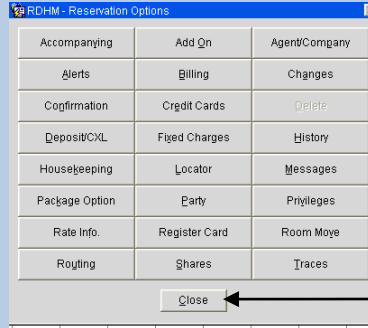 RDHM - Reservation Options
Accompanying Add On Agent/Company
Alerts Billing Changes
Confirmation Credit Cards Delete
Deposit/CXL Fixed Charges History
Housekeeping Locator Messages
Package Option Party Privileges
Rate Info. Register Card Room Move
Routing Shares Traces
Close